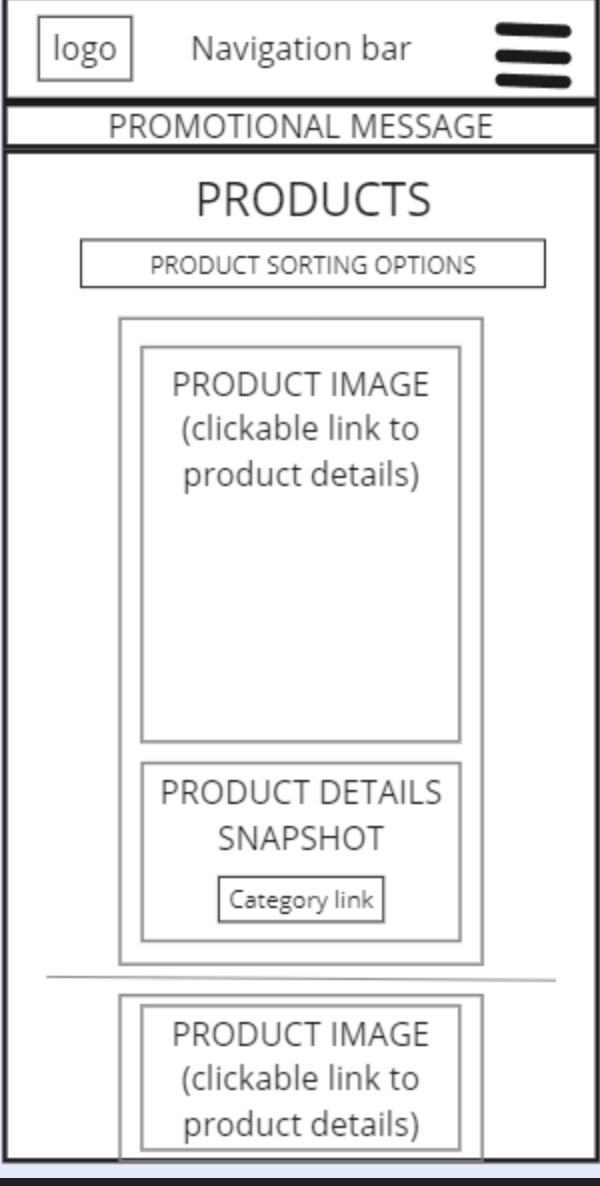 logo
Navigation bar
PROMOTIONAL MESSAGE
PRODUCTS
PRODUCT SORTING OPTIONS
PRODUCT IMAGE
(clickable link to
product details)
PRODUCT DETAILS
SNAPSHOT
Category link
PRODUCT IMAGE
(clickable link to
product details)